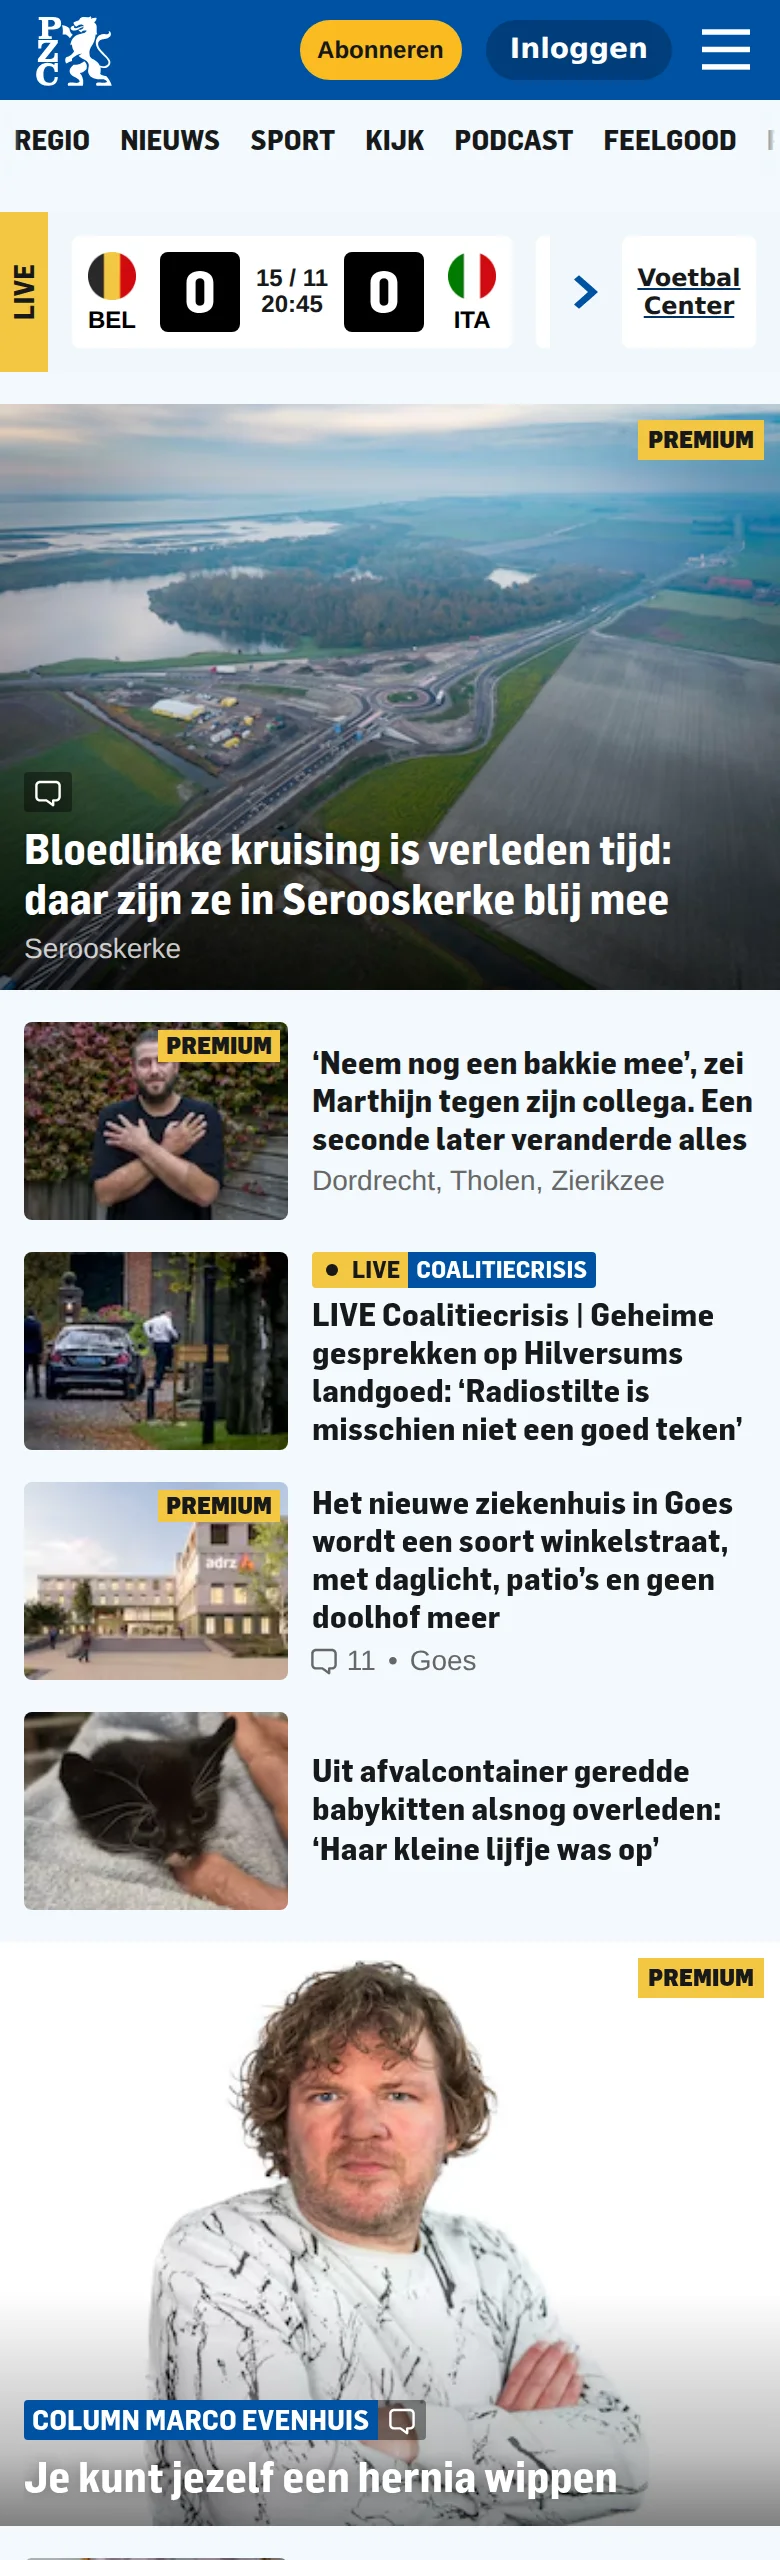 PZC
Abonneren
Inloggen
REGIO NIEUWS SPORT KIJK PODCAST FEELGOOD
LIVE
BEL
0
15 / 11
20:45
0
ITA
Voetbal
Center
PREMIUM
Bloedlinke kruising is verleden tijd:
daar zijn ze in Serooskerke blij mee
Serooskerke
PREMIUM
‘Neem nog een bakkie mee’, zei
Marthijn tegen zijn collega. Een
seconde later veranderde alles
Dordrecht, Tholen, Zierikzee
LIVE COALITIECRISIS
LIVE Coalitiecrisis | Geheime
gesprekken op Hilversums
landgoed: ‘Radiostilte is
misschien niet een goed teken’
PREMIUM
adrz
Het nieuwe ziekenhuis in Goes
wordt een soort winkelstraat,
met daglicht, patio’s en geen
doolhof meer
11 • Goes
Uit afvalcontainer geredde
babykitten alsnog overleden:
‘Haar kleine lijfje was op’
PREMIUM
COLUMN MARCO EVENHUIS
Je kunt jezelf een hernia wippen